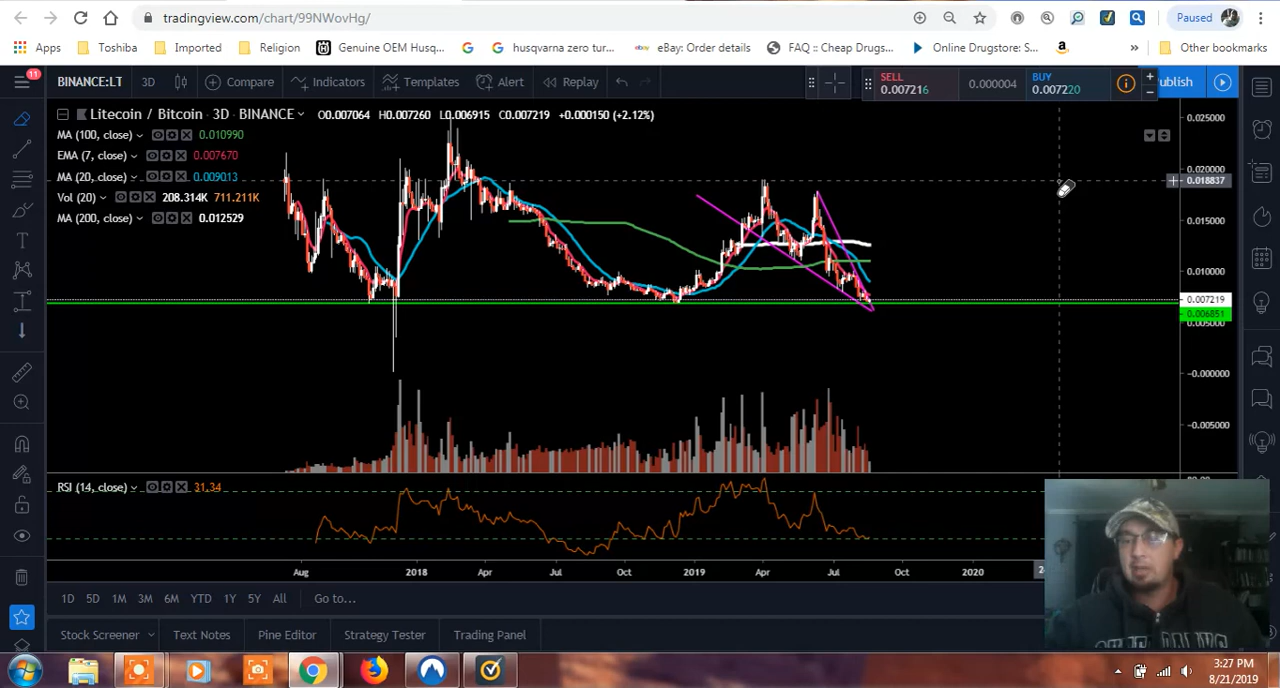 tradingview.com/chart/99NWovHg/
Paused
Apps
Toshiba
Imported
Religion
Genuine OEM Husq...
husqvarna zero tur...
eBay: Order details
FAQ :: Cheap Drugs...
Online Drugstore: S...
»
Other bookmarks
11
BINANCE:LT
3D
Compare
Indicators
Templates
Alert
Replay
SELL
0.007216
0.000004
BUY
0.007220
ublish
Litecoin / Bitcoin 3D BINANCE
O0.007064 H0.007260 L0.006915 C0.007219 +0.000150 (+2.12%)
MA (100, close) 0.010990
EMA (7, close) 0.007670
MA (20, close) 0.009013
Vol (20) 208.314K 711.211K
MA (200, close) 0.012529
0.025000
0.020000
0.018837
0.015000
0.010000
0.007219
0.006851
0.005000
-0.000000
-0.005000
RSI (14, close) 31.34
Aug 2018 Apr Jul Oct 2019 Apr Jul Oct 2020
1D 5D 1M 3M 6M YTD 1Y 5Y All Go to...
Stock Screener Text Notes Pine Editor Strategy Tester Trading Panel
3:27 PM
8/21/2019